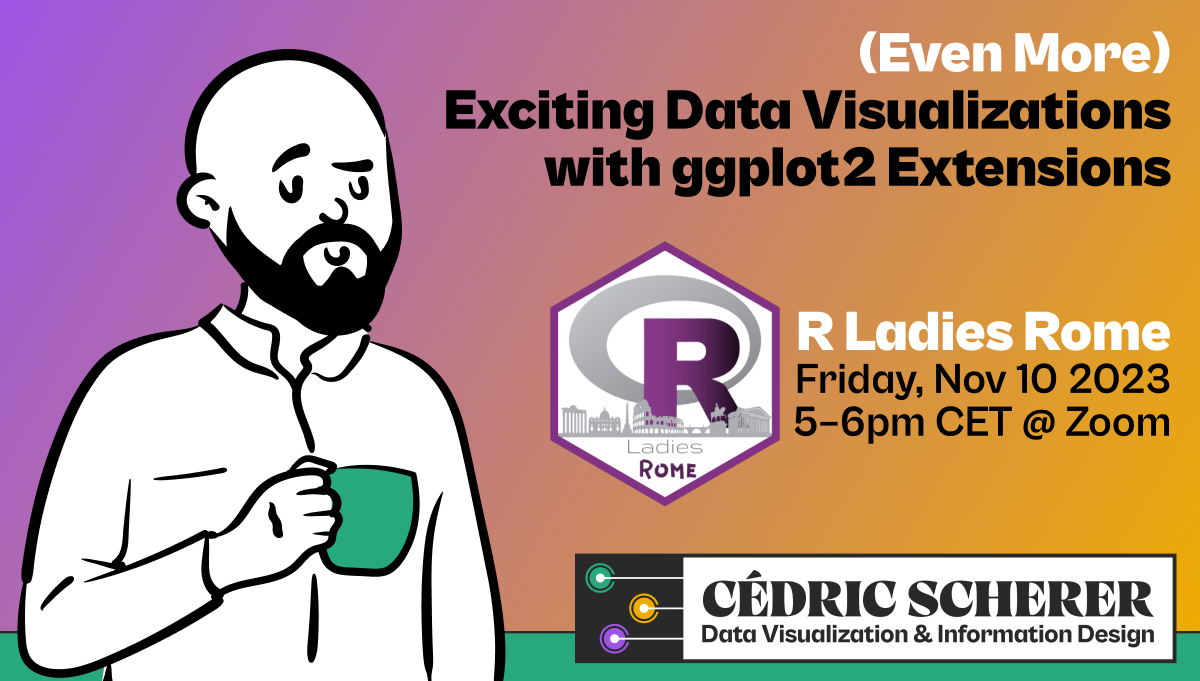 (Even More)
Exciting Data Visualizations
with ggplot2 Extensions
R
Ladies
ROME
R Ladies Rome
Friday, Nov 10 2023
5–6pm CET @ Zoom
CÉDRIC SCHERER
Data Visualization & Information Design